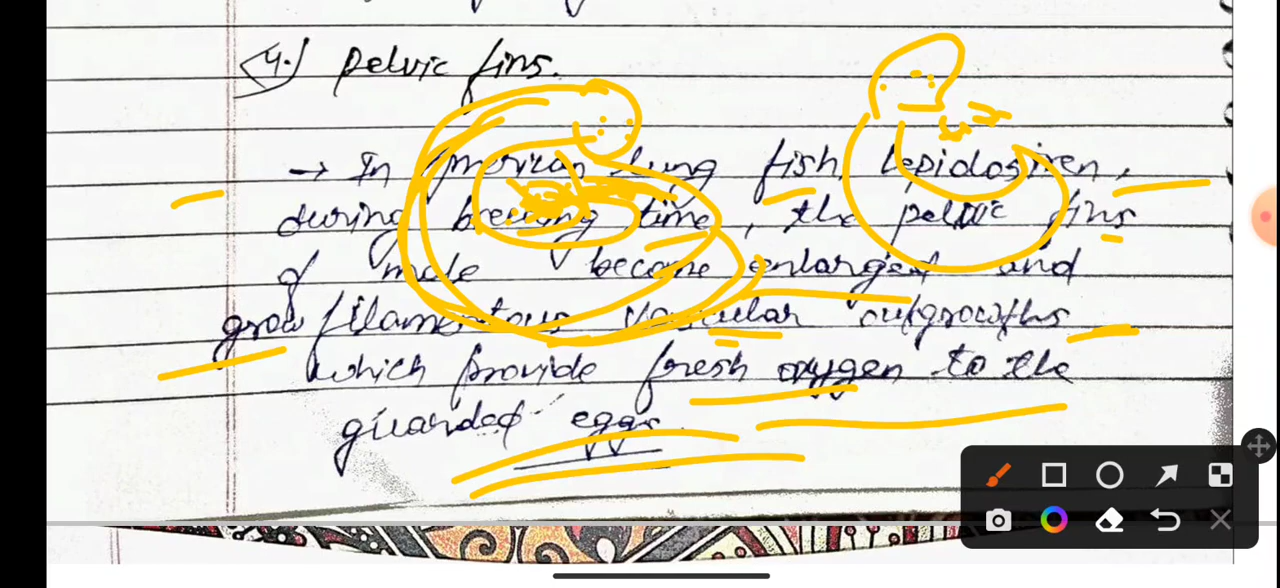 4.) Pelvic fins.
→ In American lung fish Lepidosiren,
during breeding time, the pelvic fins
of male become enlarged and
grow filamentous vascular outgrowths
which provide fresh oxygen to the
guarded eggs.